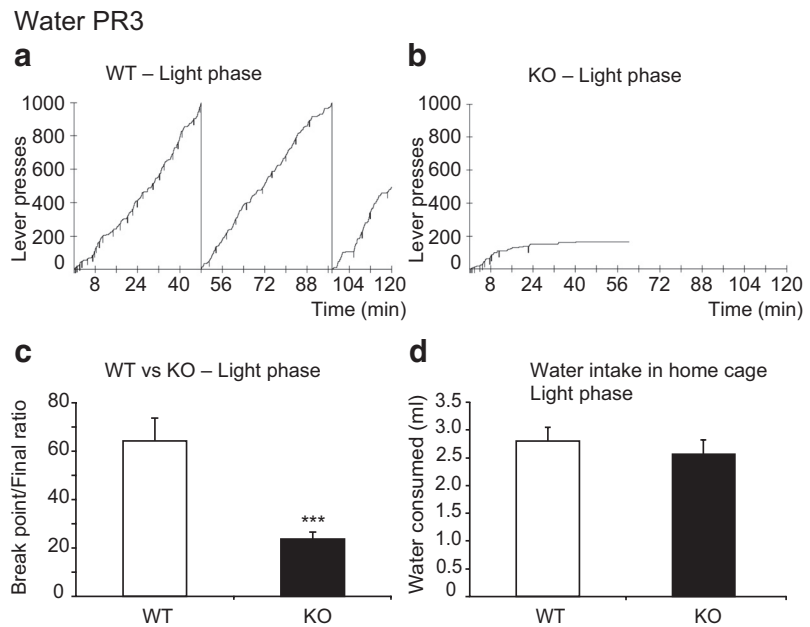 Water PR3
a
WT – Light phase
Lever presses
1000
800
600
400
200
0
8
24
40
56
72
88
104
120
Time (min)
b
KO – Light phase
Lever presses
1000
800
600
400
200
0
8
24
40
56
72
88
104
120
Time (min)
c
WT vs KO – Light phase
Break point/Final ratio
80
60
40
20
0
***
WT
KO
d
Water intake in home cage
Light phase
Water consumed (ml)
3.5
3.0
2.5
2.0
1.5
1.0
0.5
0
WT
KO